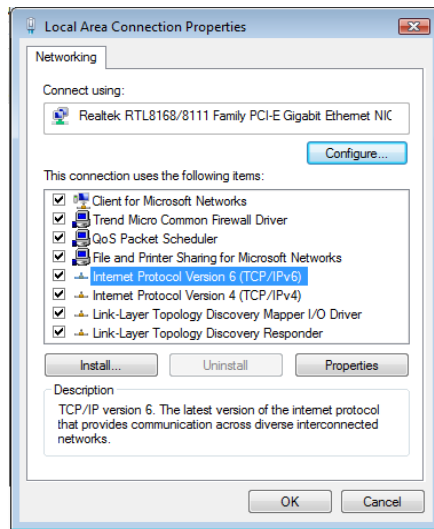 Local Area Connection Properties
Networking
Connect using:
Realtek RTL8168/8111 Family PCI-E Gigabit Ethernet NIC
Configure...
This connection uses the following items:
Client for Microsoft Networks
Trend Micro Common Firewall Driver
QoS Packet Scheduler
File and Printer Sharing for Microsoft Networks
Internet Protocol Version 6 (TCP/IPv6)
Internet Protocol Version 4 (TCP/IPv4)
Link-Layer Topology Discovery Mapper I/O Driver
Link-Layer Topology Discovery Responder
Install... Uninstall Properties
Description
TCP/IP version 6. The latest version of the internet protocol
that provides communication across diverse interconnected
networks.
OK Cancel